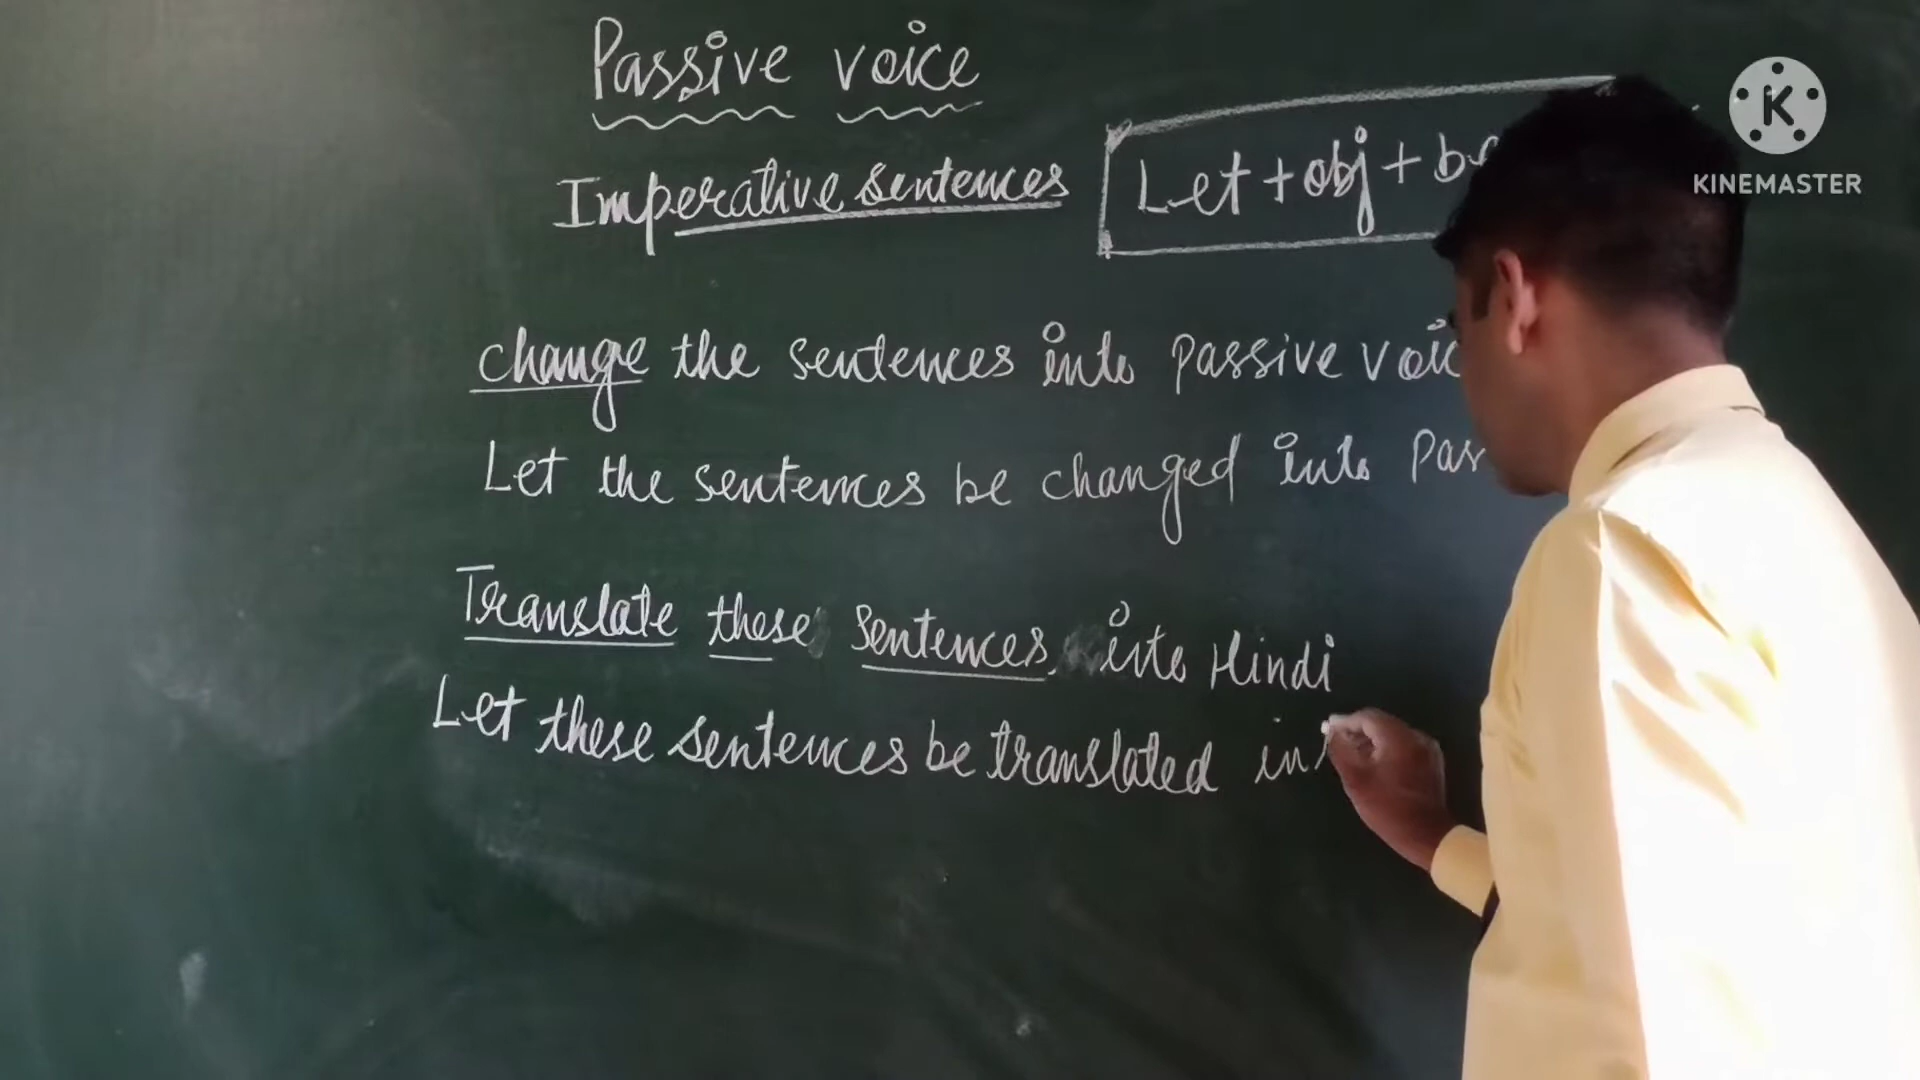 Passive voice
Imperative sentences
Let + obj + be
change the sentences into passive voic
Let the sentences be changed into pas
Translate these sentences into Hindi
Let these sentences be translated in
K
KINEMASTER